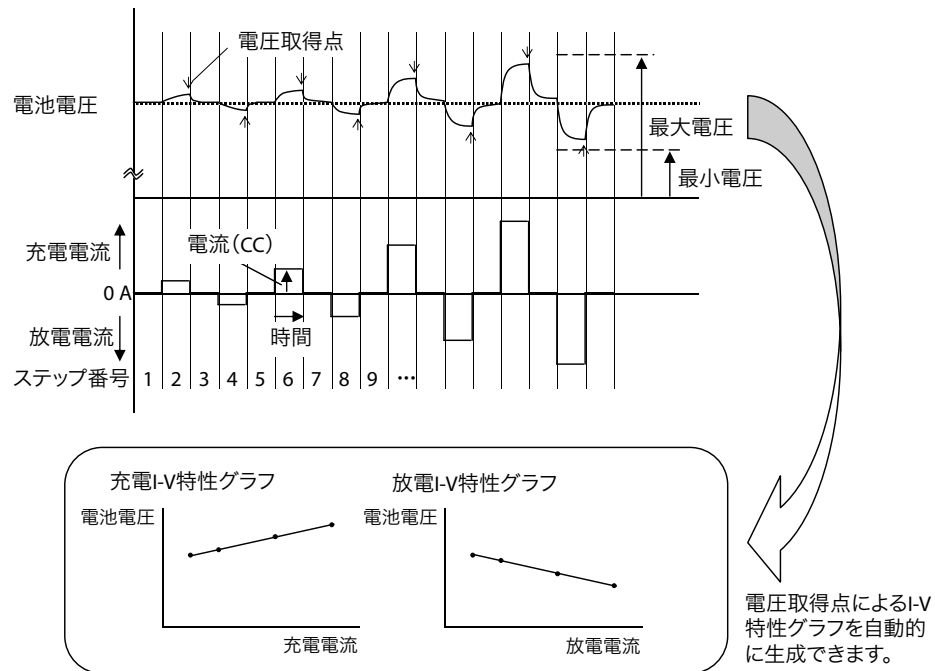 電圧取得点
電池電圧
最大電圧
最小電圧
充電電流
電流（CC）
0 A
放電電流
時間
ステップ番号 1 2 3 4 5 6 7 8 9 …
充電I-V特性グラフ
放電I-V特性グラフ
電池電圧
電池電圧
充電電流
放電電流
電圧取得点によるI-V
特性グラフを自動的
に生成できます。